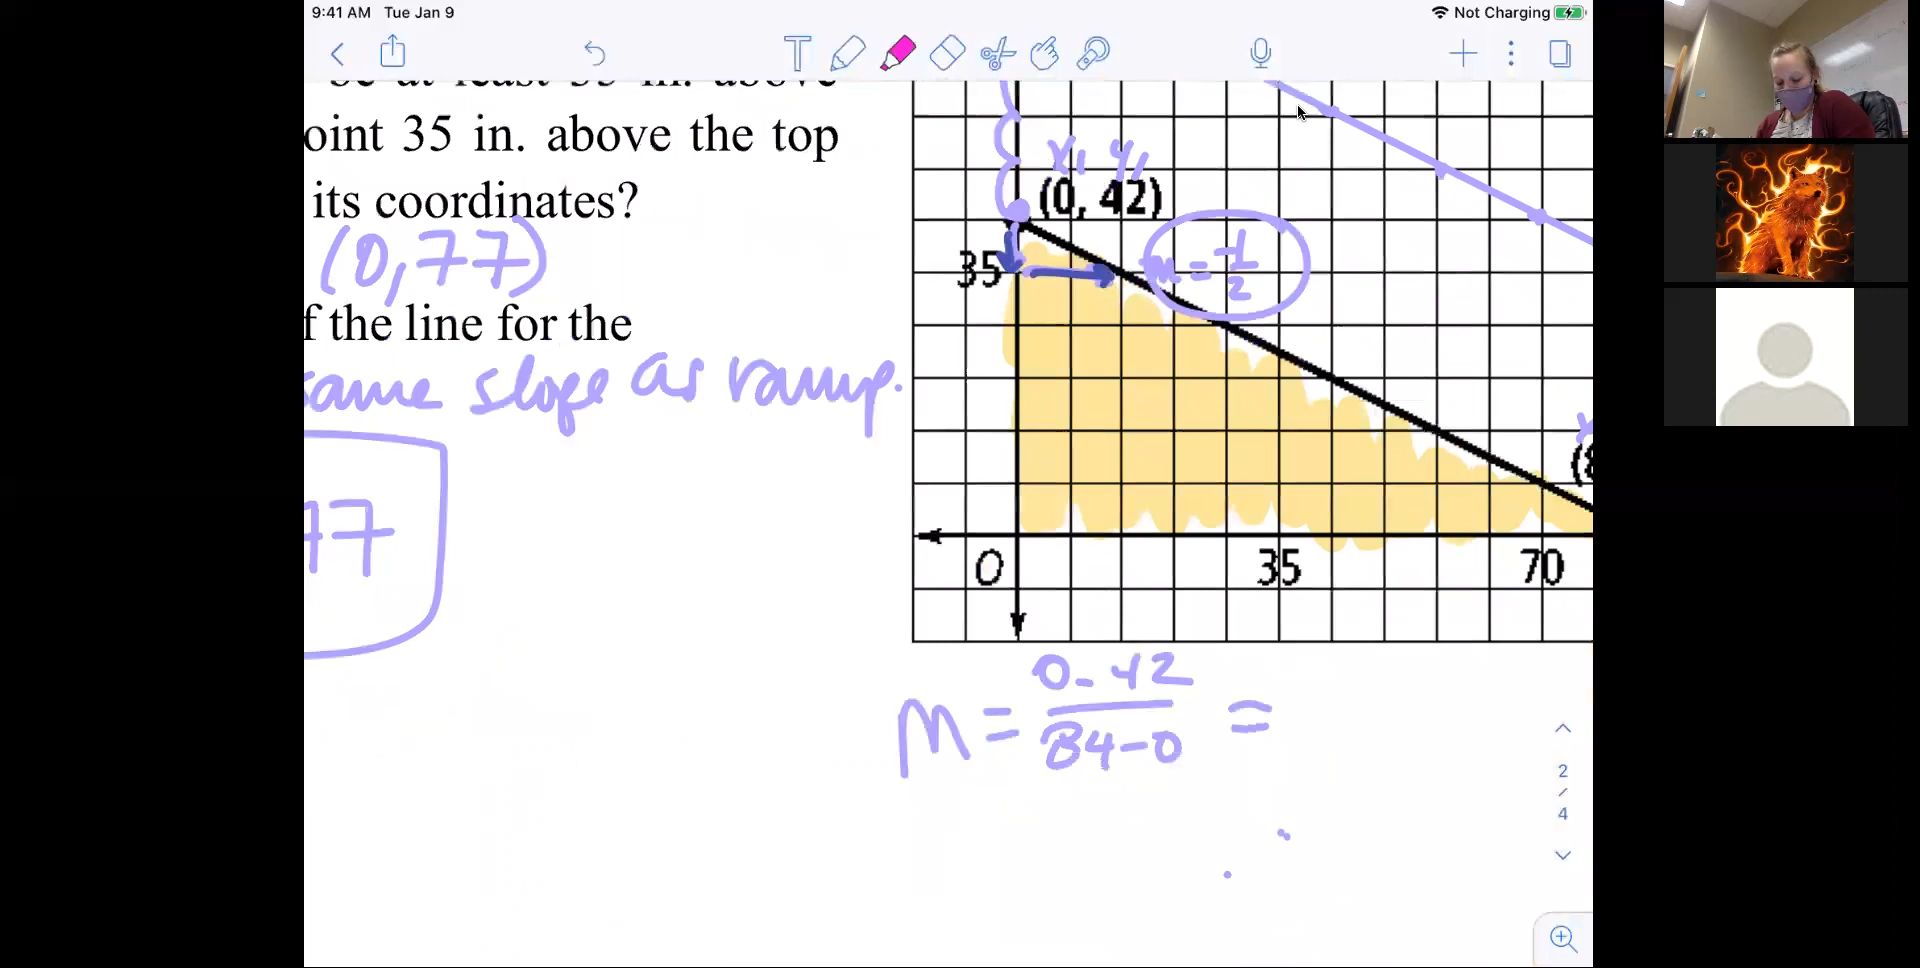 9:41 AM Tue Jan 9
Not Charging
oint 35 in. above the top
its coordinates?
(0,77)
f the line for the
same slope as ramp.
77
x₁ y₁
(0, 42)
m = -1/2
35
O 35 70
m = 0-42 / 84-0 =
2
/
4